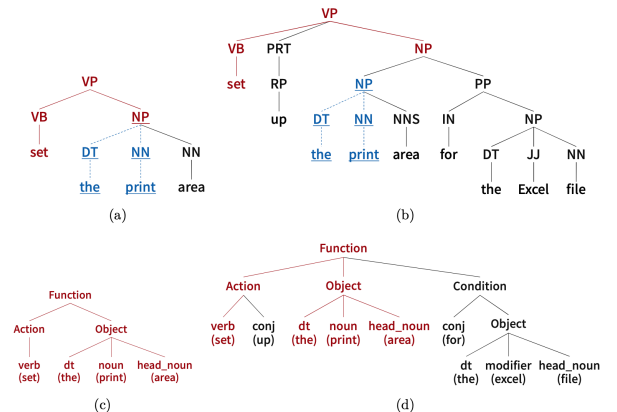 VP
VB PRT NP
set RP NP PP
up DT NN NNS IN NP
the print area for DT JJ NN
the Excel file
(b)
VP
VB NP
set DT NN NN
the print area
(a)
Function
Action Object Condition
verb conj dt noun head_noun conj Object
(set) (up) (the) (print) (area) (for)
dt modifier head_noun
(the) (excel) (file)
(d)
Function
Action Object
verb dt noun head_noun
(set) (the) (print) (area)
(c)